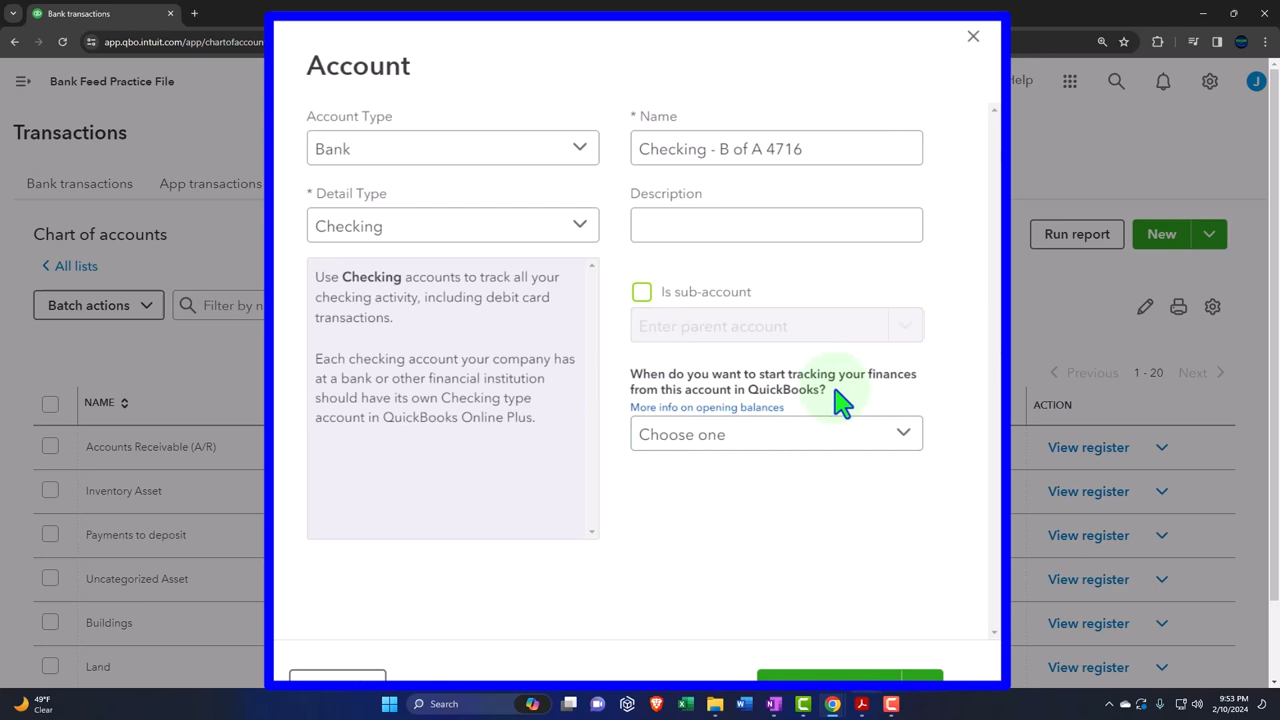 app.qbo.intuit.com/app/chartofaccoun
Bank Feed Practice File
Help
J
Transactions
Bank transactions
App transactions
Chart of accounts
All lists
Run report
New
Batch actions
Filter by n
Previous
1 - 20
Next
NAME
ACTION
Accounts Receivable (A/R)
View register
Inventory Asset
View register
Payments to deposit
View register
Uncategorized Asset
View register
Buildings
View register
Land
View register
Account
Account Type
Bank
* Detail Type
Checking
Use Checking accounts to track all your
checking activity, including debit card
transactions.
Each checking account your company has
at a bank or other financial institution
should have its own Checking type
account in QuickBooks Online Plus.
* Name
Checking - B of A 4716
Description
Is sub-account
Enter parent account
When do you want to start tracking your finances
from this account in QuickBooks?
More info on opening balances
Choose one
49°F
Clear
Search
9:53 PM
2/10/2024